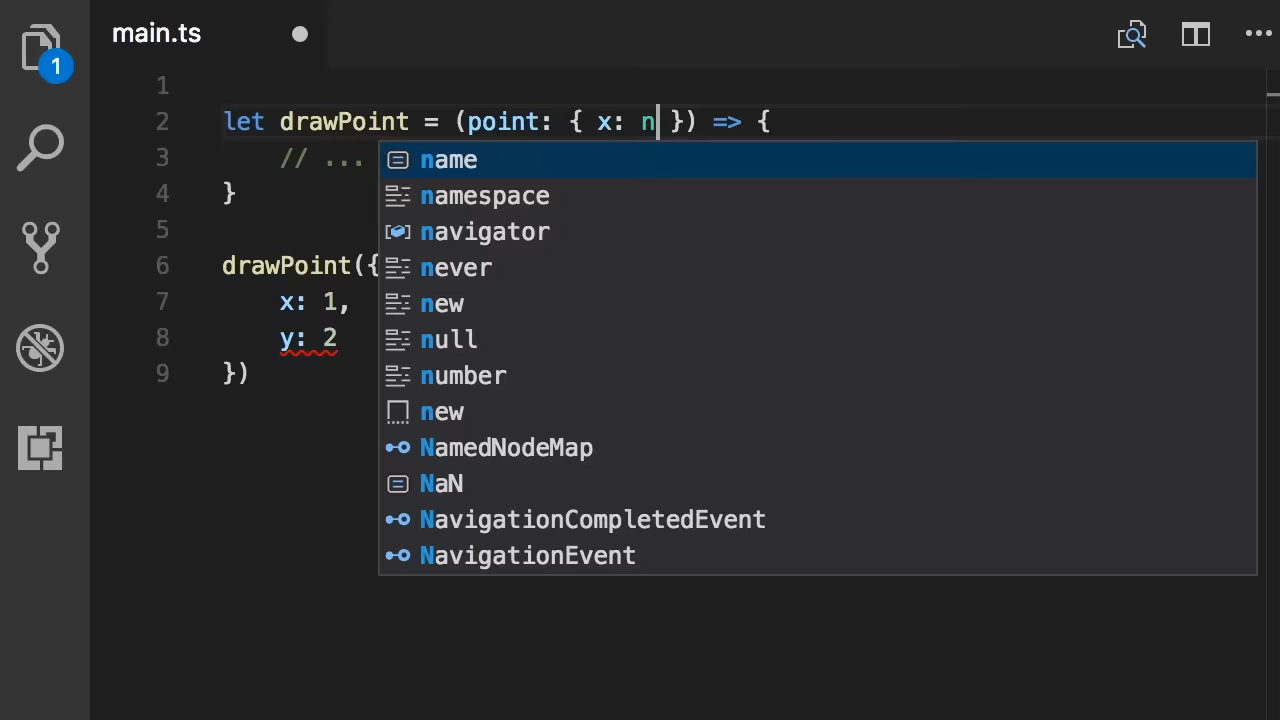 main.ts
1
1
2 let drawPoint = (point: { x: n }) => {
3 // ...
4 }
5
6 drawPoint({
7 x: 1,
8 y: 2
9 })
name
namespace
navigator
never
new
null
number
new
NamedNodeMap
NaN
NavigationCompletedEvent
NavigationEvent